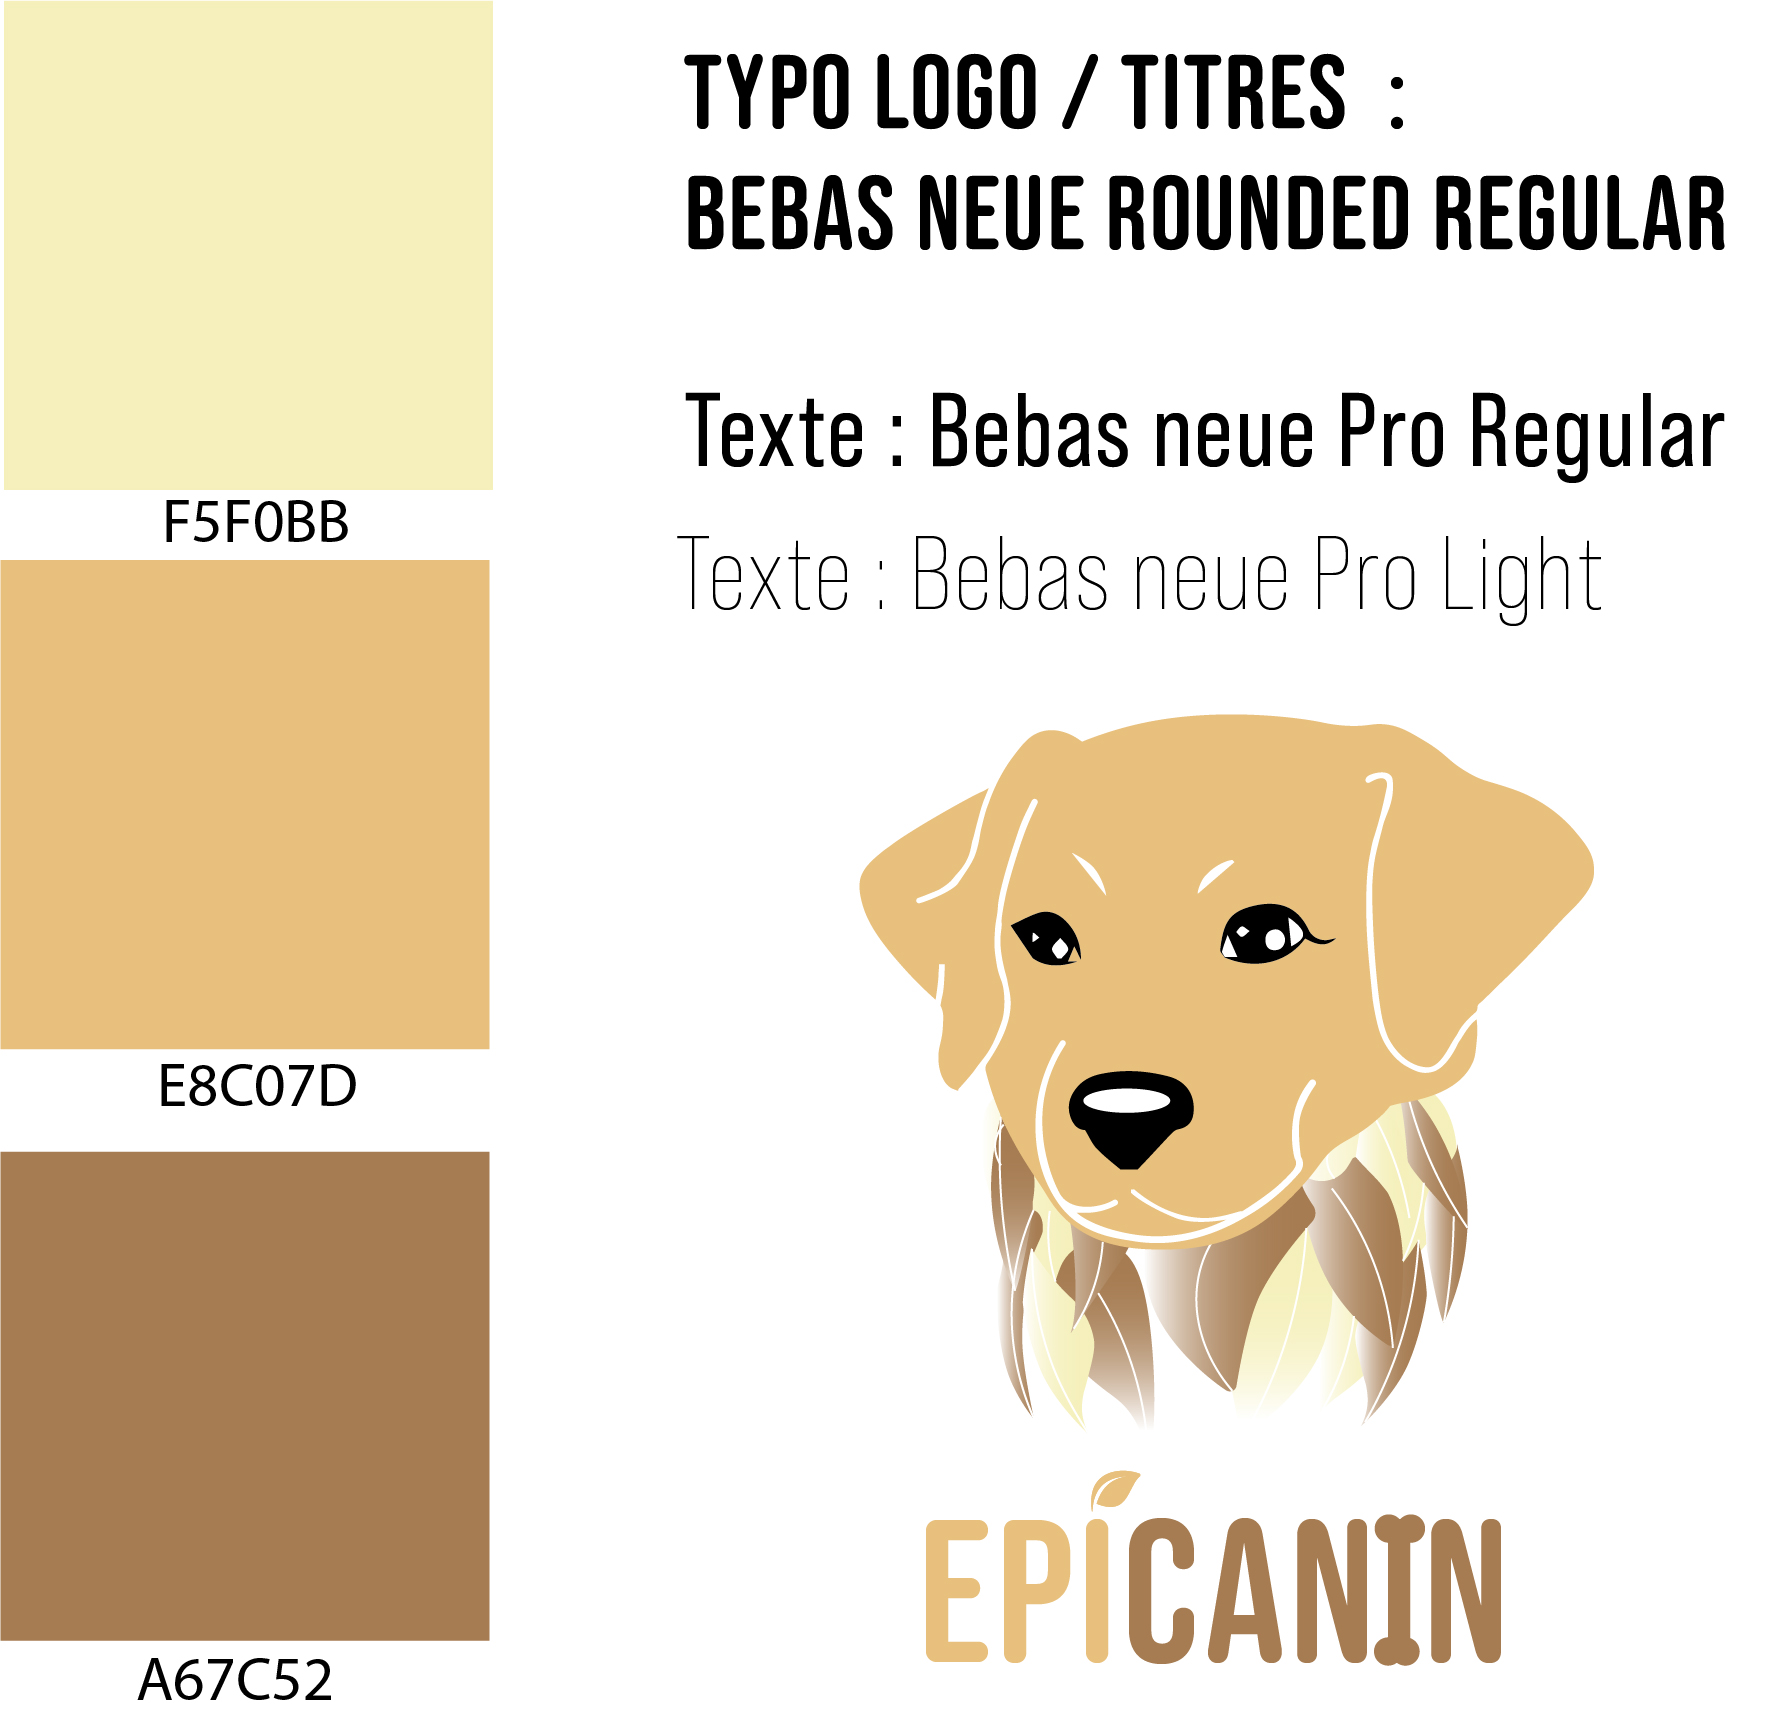 TYPO LOGO / TITRES :
BEBAS NEUE ROUNDED REGULAR
Texte : Bebas neue Pro Regular
Texte : Bebas neue Pro Light
F5F0BB
E8C07D
A67C52
EPICANIN